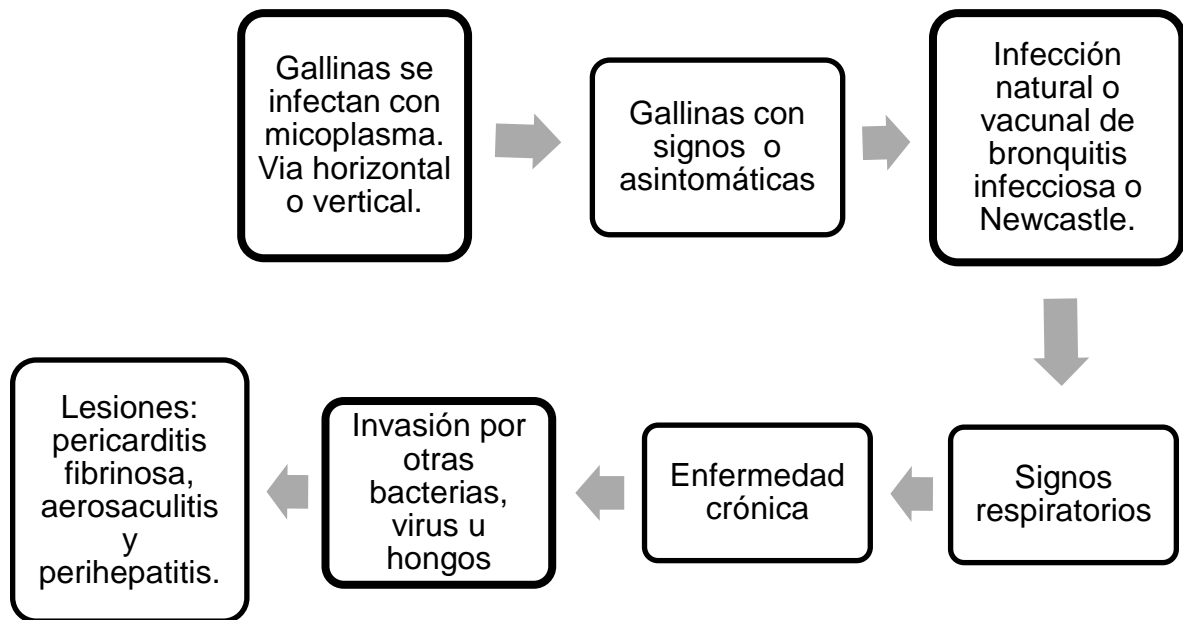 Gallinas se
infectan con
micoplasma.
Via horizontal
o vertical.
Gallinas con
signos o
asintomáticas
Infección
natural o
vacunal de
bronquitis
infecciosa o
Newcastle.
Signos
respiratorios
Enfermedad
crónica
Invasión por
otras
bacterias,
virus u
hongos
Lesiones:
pericarditis
fibrinosa,
aerosaculitis
y
perihepatitis.